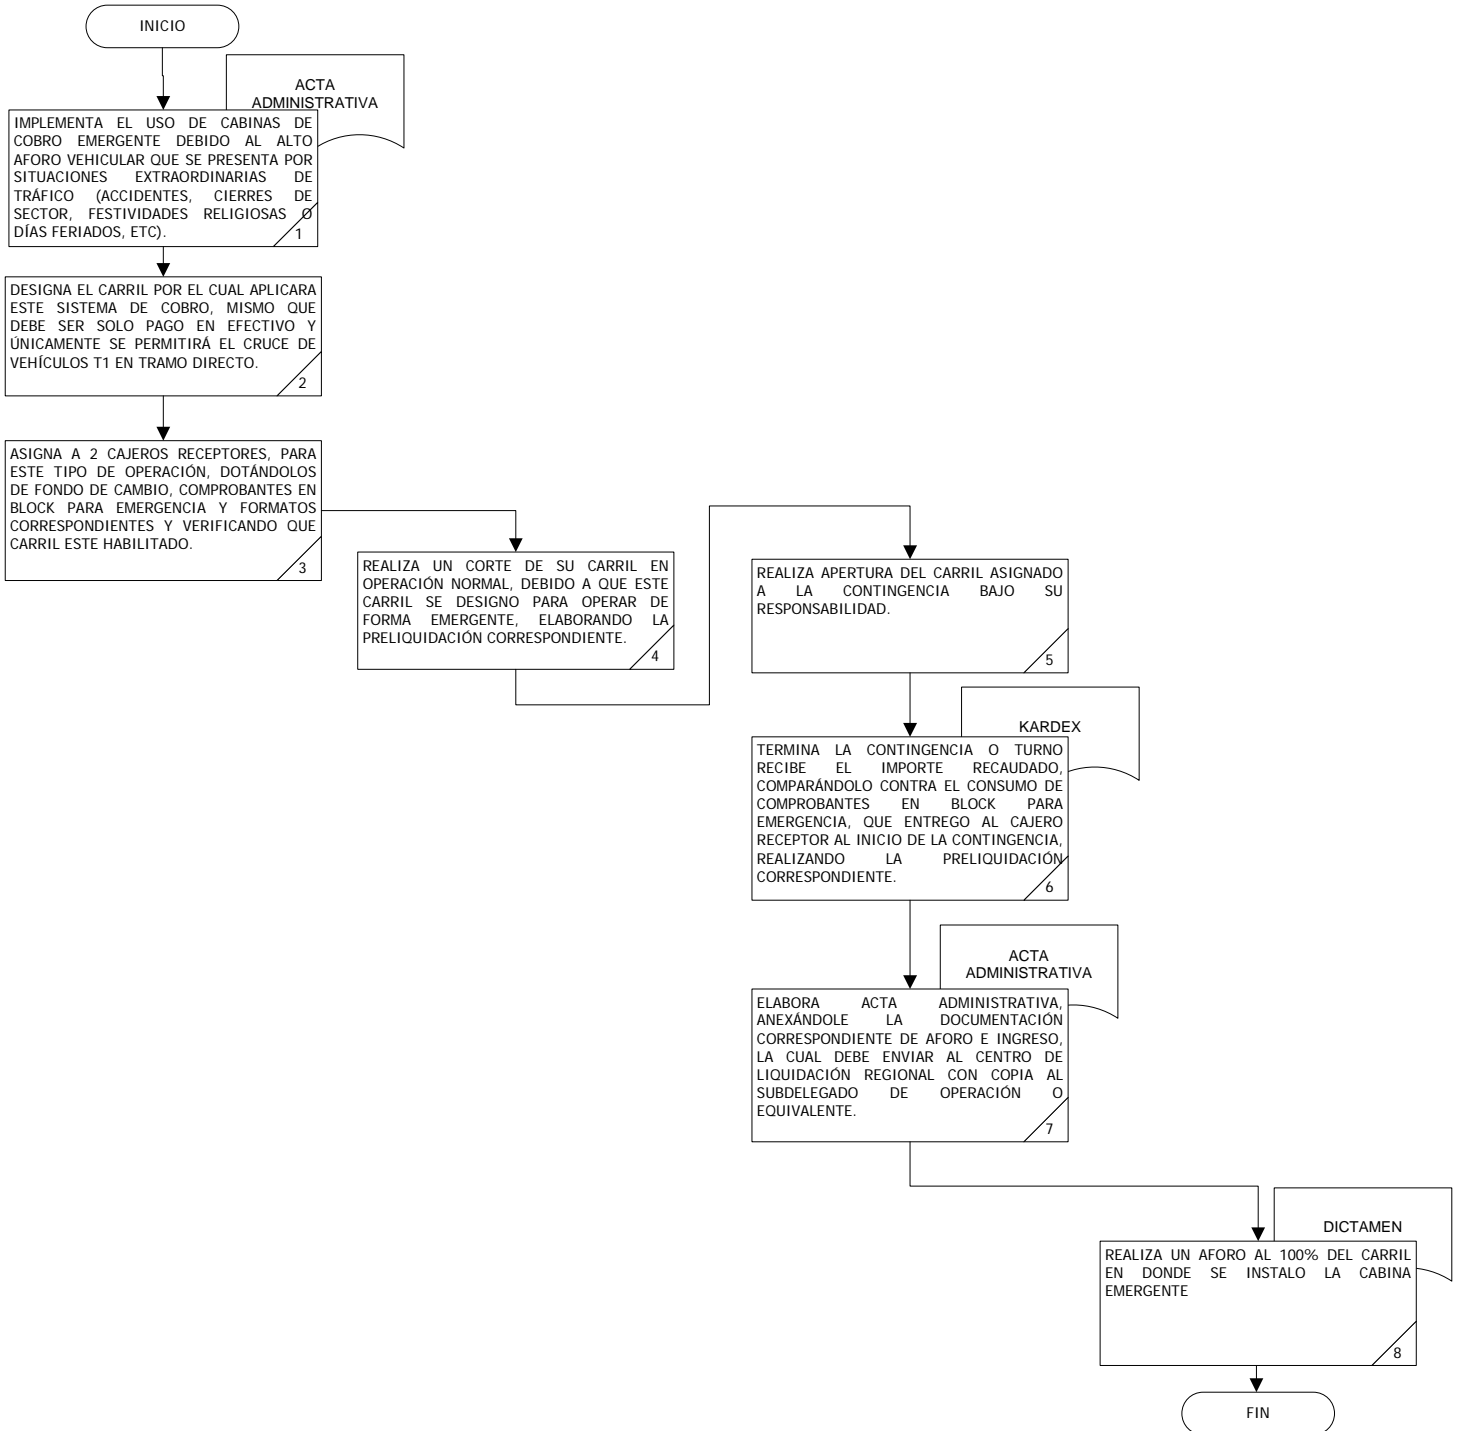 INICIO
ACTA
ADMINISTRATIVA
IMPLEMENTA EL USO DE CABINAS DE
COBRO EMERGENTE DEBIDO AL ALTO
AFORO VEHICULAR QUE SE PRESENTA POR
SITUACIONES EXTRAORDINARIAS DE
TRÁFICO (ACCIDENTES, CIERRES DE
SECTOR, FESTIVIDADES RELIGIOSAS O
DÍAS FERIADOS, ETC).
1
DESIGNA EL CARRIL POR EL CUAL APLICARA
ESTE SISTEMA DE COBRO, MISMO QUE
DEBE SER SOLO PAGO EN EFECTIVO Y
ÚNICAMENTE SE PERMITIRÁ EL CRUCE DE
VEHÍCULOS T1 EN TRAMO DIRECTO.
2
ASIGNA A 2 CAJEROS RECEPTORES, PARA
ESTE TIPO DE OPERACIÓN, DOTÁNDOLOS
DE FONDO DE CAMBIO, COMPROBANTES EN
BLOCK PARA EMERGENCIA Y FORMATOS
CORRESPONDIENTES Y VERIFICANDO QUE
CARRIL ESTE HABILITADO.
3
REALIZA UN CORTE DE SU CARRIL EN
OPERACIÓN NORMAL, DEBIDO A QUE ESTE
CARRIL SE DESIGNO PARA OPERAR DE
FORMA EMERGENTE, ELABORANDO LA
PRELIQUIDACIÓN CORRESPONDIENTE.
4
REALIZA APERTURA DEL CARRIL ASIGNADO
A LA CONTINGENCIA BAJO SU
RESPONSABILIDAD.
5
KARDEX
TERMINA LA CONTINGENCIA O TURNO
RECIBE EL IMPORTE RECAUDADO,
COMPARÁNDOLO CONTRA EL CONSUMO DE
COMPROBANTES EN BLOCK PARA
EMERGENCIA, QUE ENTREGO AL CAJERO
RECEPTOR AL INICIO DE LA CONTINGENCIA,
REALIZANDO LA PRELIQUIDACIÓN
CORRESPONDIENTE.
6
ACTA
ADMINISTRATIVA
ELABORA ACTA ADMINISTRATIVA,
ANEXÁNDOLE LA DOCUMENTACIÓN
CORRESPONDIENTE DE AFORO E INGRESO,
LA CUAL DEBE ENVIAR AL CENTRO DE
LIQUIDACIÓN REGIONAL CON COPIA AL
SUBDELEGADO DE OPERACIÓN O
EQUIVALENTE.
7
DICTAMEN
REALIZA UN AFORO AL 100% DEL CARRIL
EN DONDE SE INSTALO LA CABINA
EMERGENTE
8
FIN